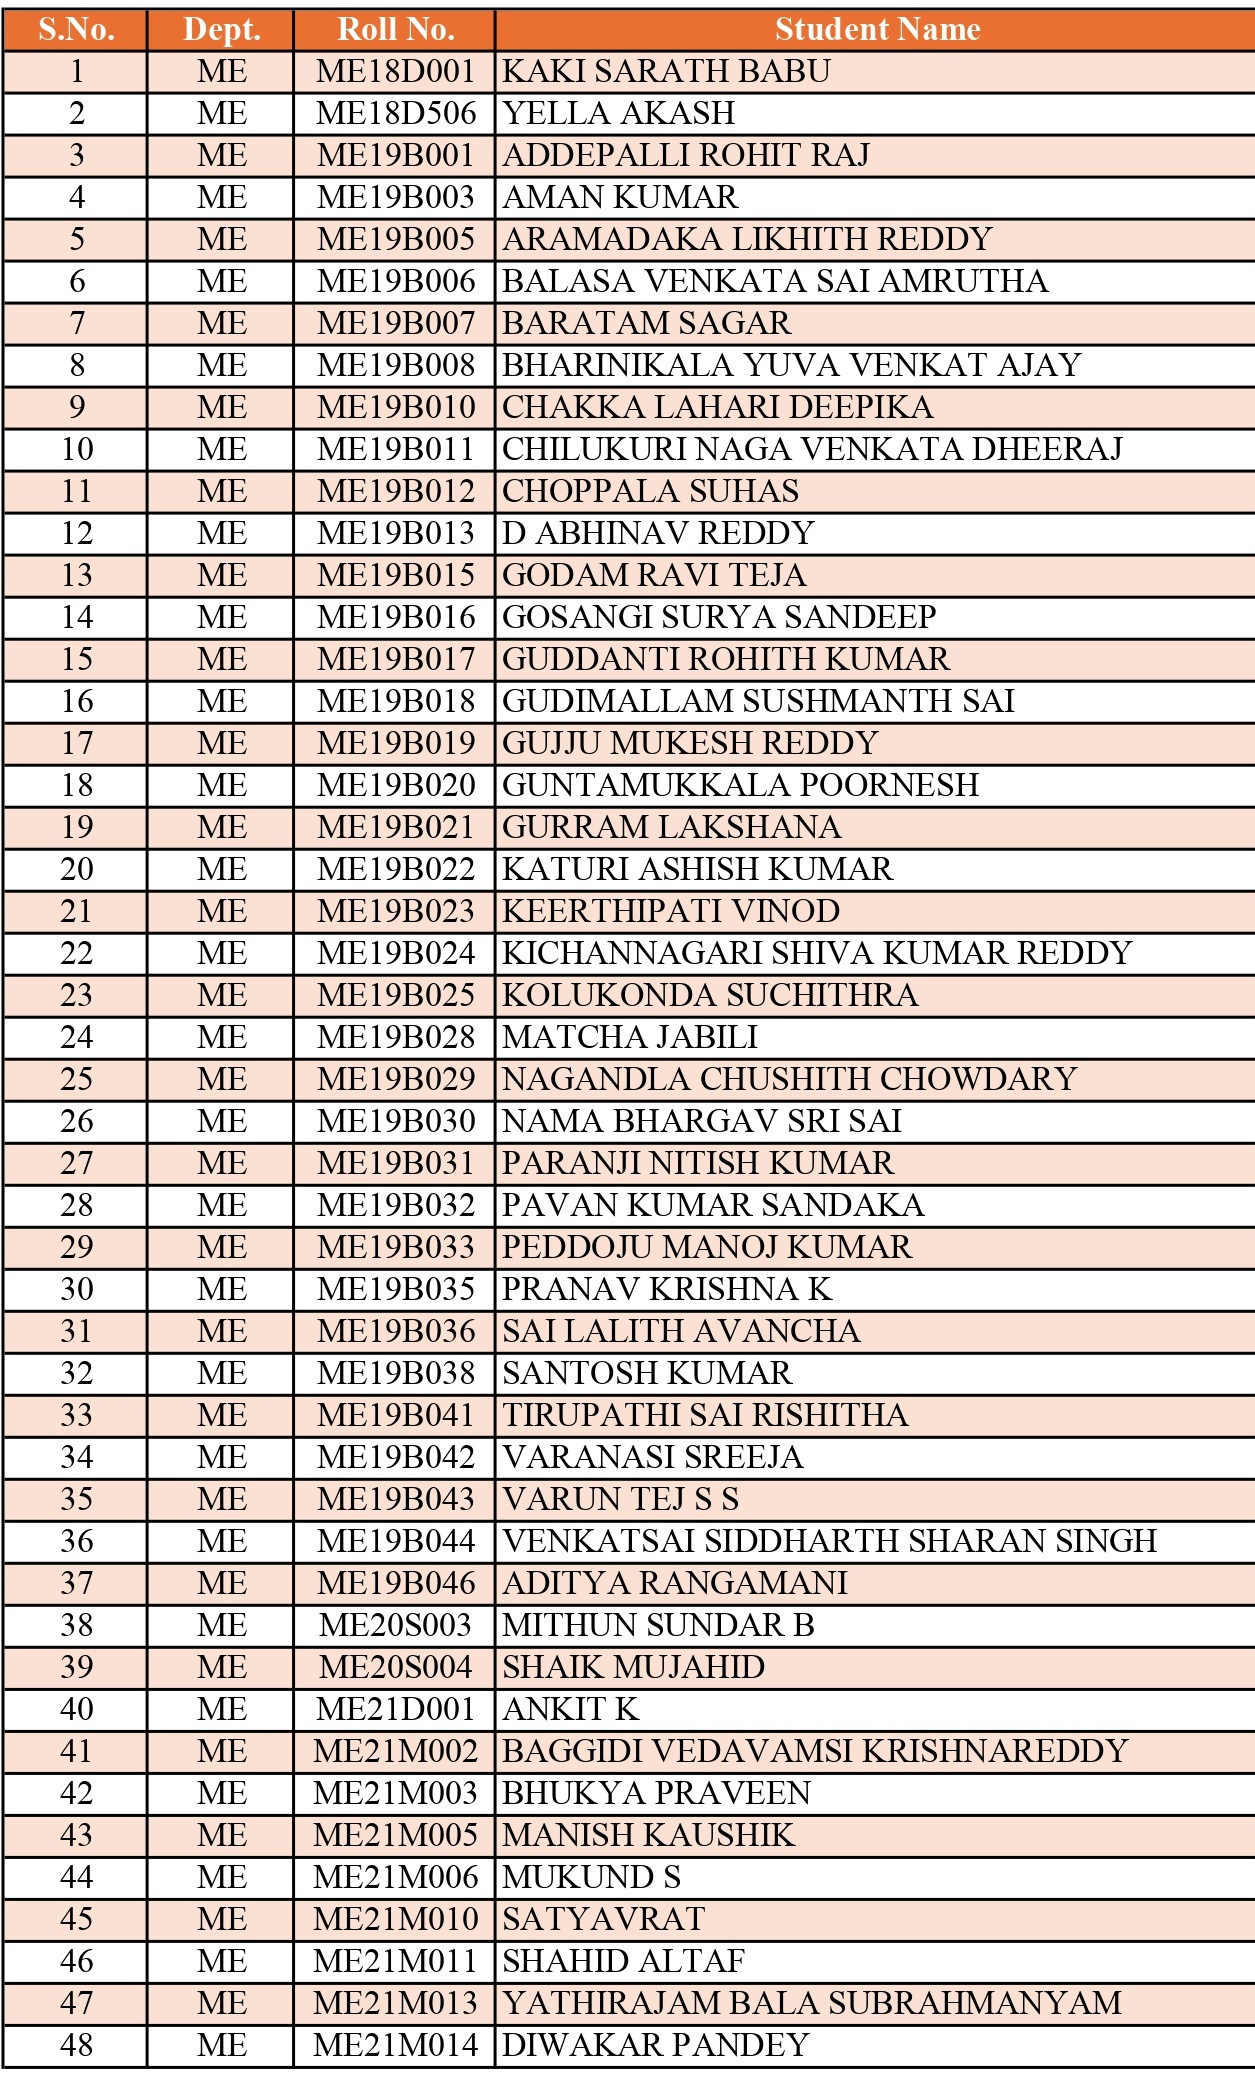 S.No. Dept. Roll No. Student Name
1 ME ME18D001 KAKI SARATH BABU
2 ME ME18D506 YELLA AKASH
3 ME ME19B001 ADDEPALLI ROHIT RAJ
4 ME ME19B003 AMAN KUMAR
5 ME ME19B005 ARAMADAKA LIKHITH REDDY
6 ME ME19B006 BALASA VENKATA SAI AMRUTHA
7 ME ME19B007 BARATAM SAGAR
8 ME ME19B008 BHARINIKALA YUVA VENKAT AJAY
9 ME ME19B010 CHAKKA LAHARI DEEPIKA
10 ME ME19B011 CHILUKURI NAGA VENKATA DHEERAJ
11 ME ME19B012 CHOPPALA SUHAS
12 ME ME19B013 D ABHINAV REDDY
13 ME ME19B015 GODAM RAVI TEJA
14 ME ME19B016 GOSANGI SURYA SANDEEP
15 ME ME19B017 GUDDANTI ROHITH KUMAR
16 ME ME19B018 GUDIMALLAM SUSHMANTH SAI
17 ME ME19B019 GUJJU MUKESH REDDY
18 ME ME19B020 GUNTAMUKKALA POORNESH
19 ME ME19B021 GURRAM LAKSHANA
20 ME ME19B022 KATURI ASHISH KUMAR
21 ME ME19B023 KEERTHIPATI VINOD
22 ME ME19B024 KICHANNAGARI SHIVA KUMAR REDDY
23 ME ME19B025 KOLUKONDA SUCHITHRA
24 ME ME19B028 MATCHA JABILI
25 ME ME19B029 NAGANDLA CHUSHITH CHOWDARY
26 ME ME19B030 NAMA BHARGAV SRI SAI
27 ME ME19B031 PARANJI NITISH KUMAR
28 ME ME19B032 PAVAN KUMAR SANDAKA
29 ME ME19B033 PEDDOJU MANOJ KUMAR
30 ME ME19B035 PRANAV KRISHNA K
31 ME ME19B036 SAI LALITH AVANCHA
32 ME ME19B038 SANTOSH KUMAR
33 ME ME19B041 TIRUPATHI SAI RISHITHA
34 ME ME19B042 VARANASI SREEJA
35 ME ME19B043 VARUN TEJ S S
36 ME ME19B044 VENKATSAI SIDDHARTH SHARAN SINGH
37 ME ME19B046 ADITYA RANGAMANI
38 ME ME20S003 MITHUN SUNDAR B
39 ME ME20S004 SHAIK MUJAHID
40 ME ME21D001 ANKIT K
41 ME ME21M002 BAGGIDI VEDAVAMSI KRISHNAREDDY
42 ME ME21M003 BHUKYA PRAVEEN
43 ME ME21M005 MANISH KAUSHIK
44 ME ME21M006 MUKUND S
45 ME ME21M010 SATYAVRAT
46 ME ME21M011 SHAHID ALTAF
47 ME ME21M013 YATHIRAJAM BALA SUBRAHMANYAM
48 ME ME21M014 DIWAKAR PANDEY